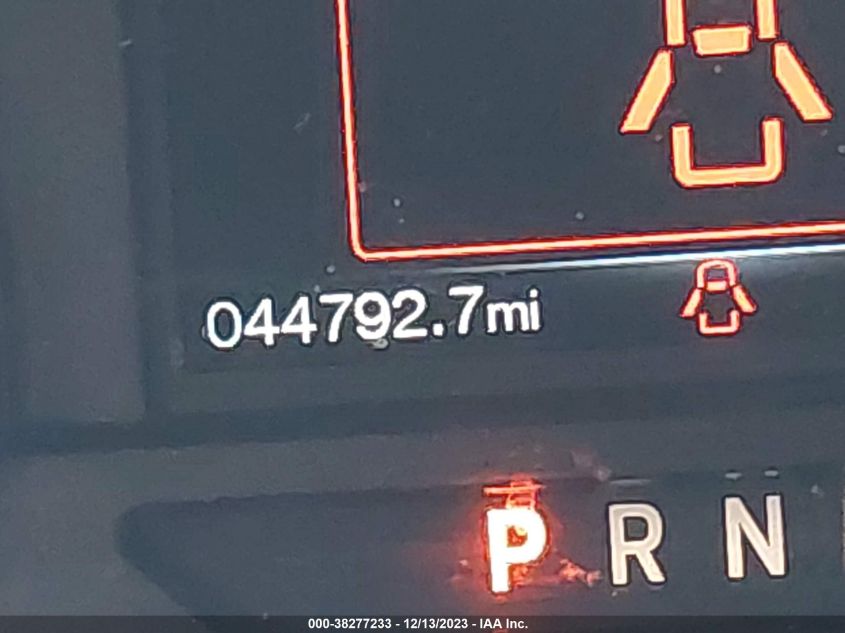 044792.7mi
P R N
000-38277233 - 12/13/2023 - IAA Inc.